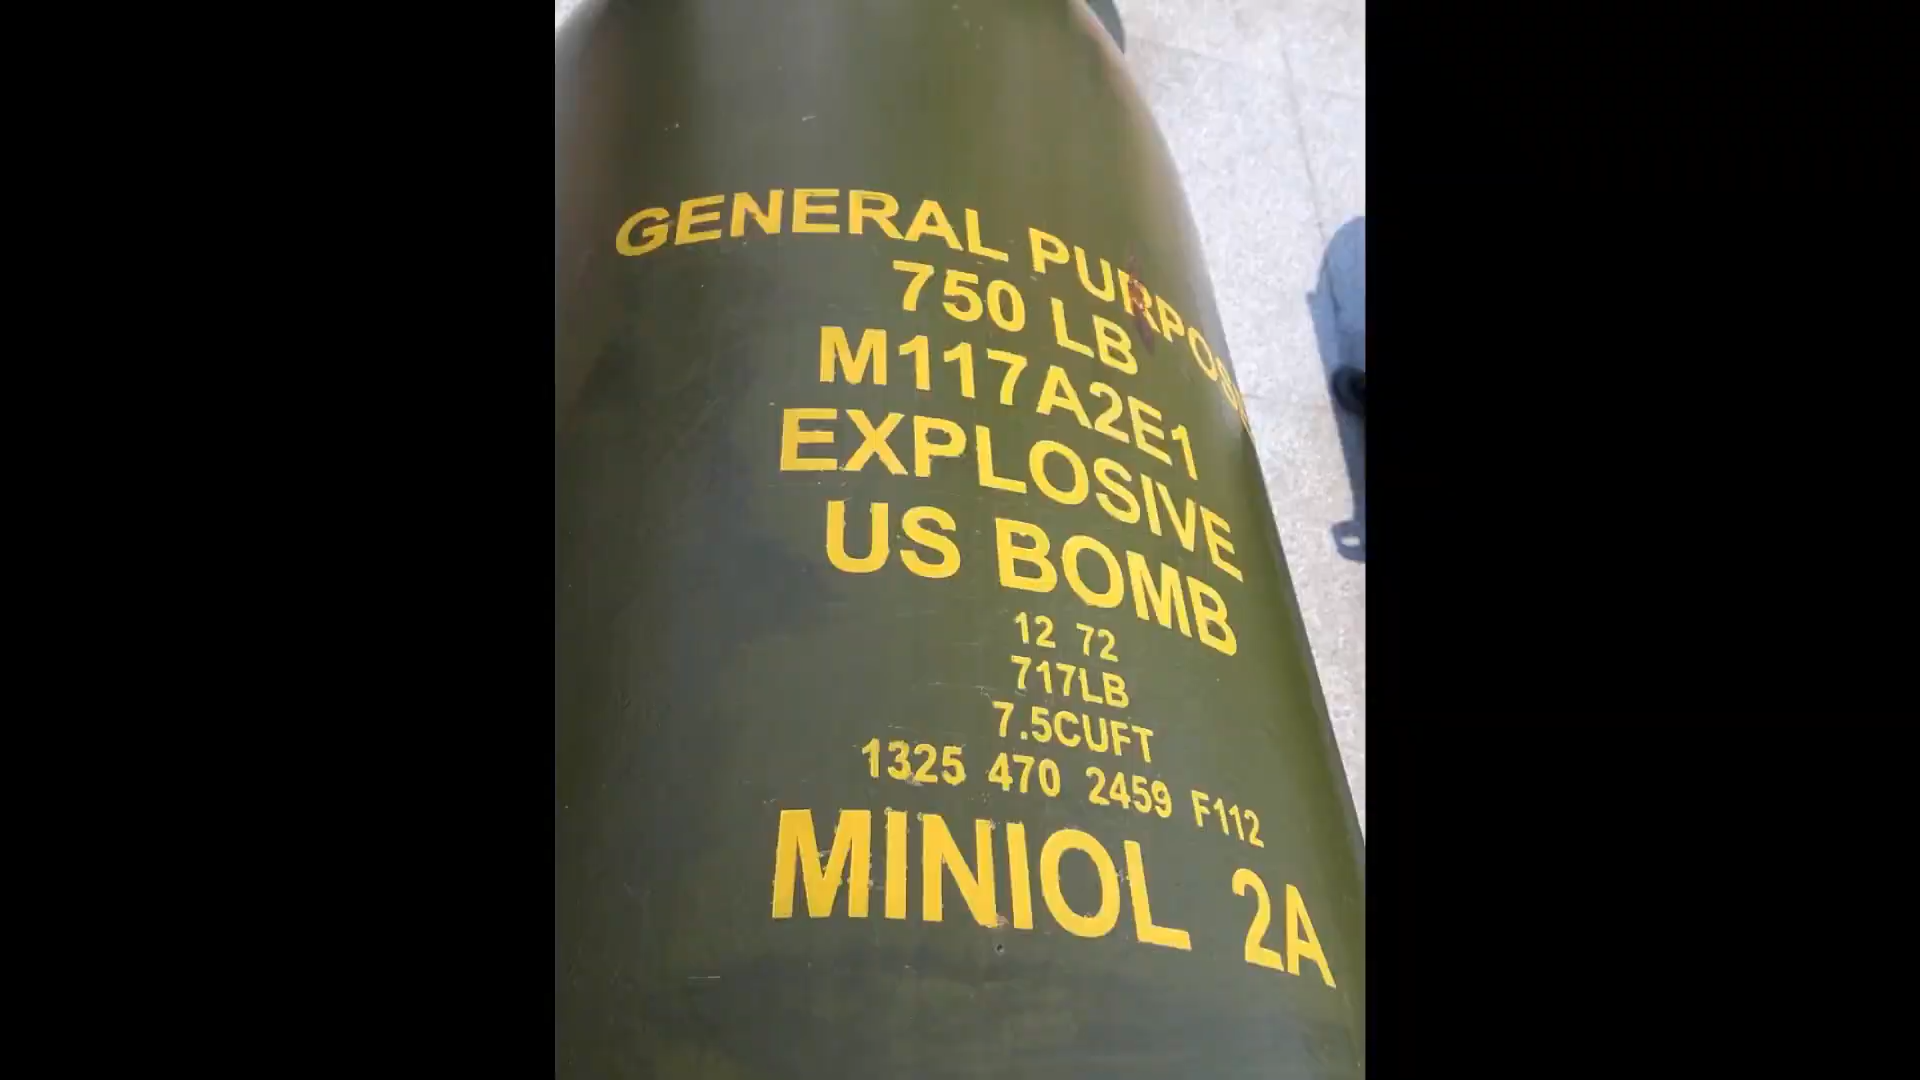 GENERAL PURPOSE
750 LB
M117A2E1
EXPLOSIVE
US BOMB
12 72
717LB
7.5CUFT
1325 470 2459 F112
MINIOL 2A